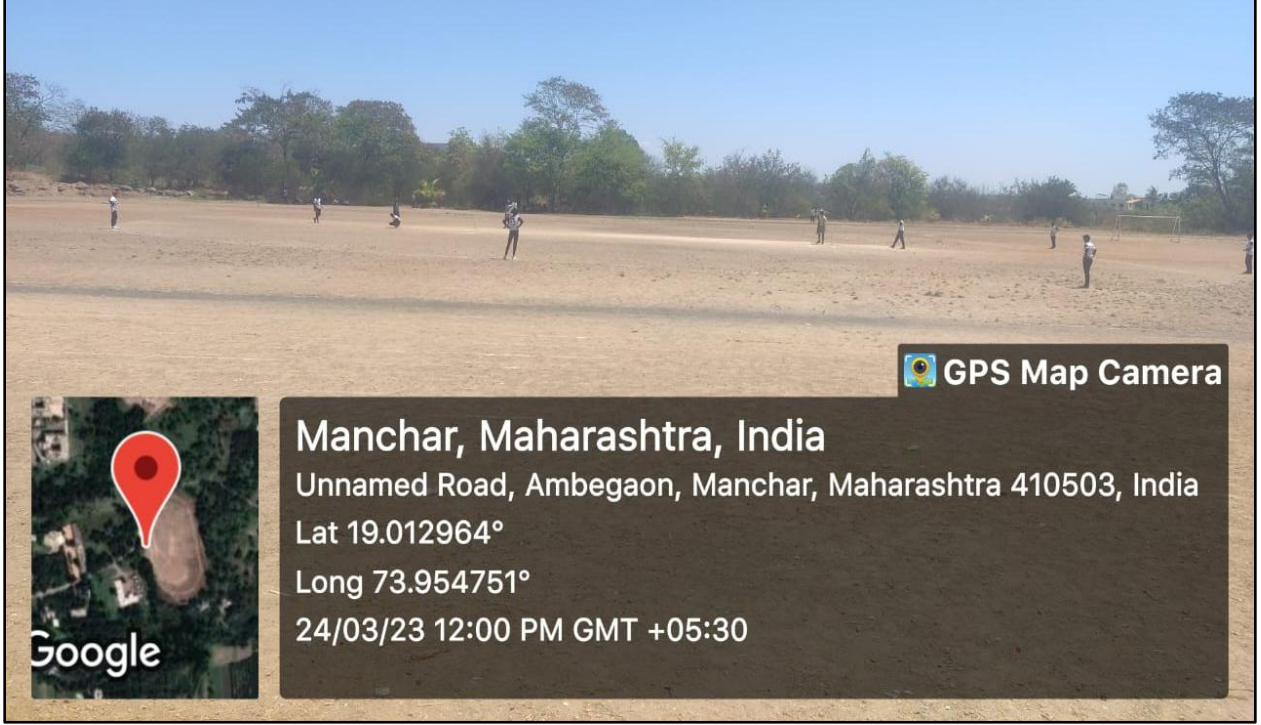 GPS Map Camera
Manchar, Maharashtra, India
Unnamed Road, Ambegaon, Manchar, Maharashtra 410503, India
Lat 19.012964°
Long 73.954751°
24/03/23 12:00 PM GMT +05:30
Google